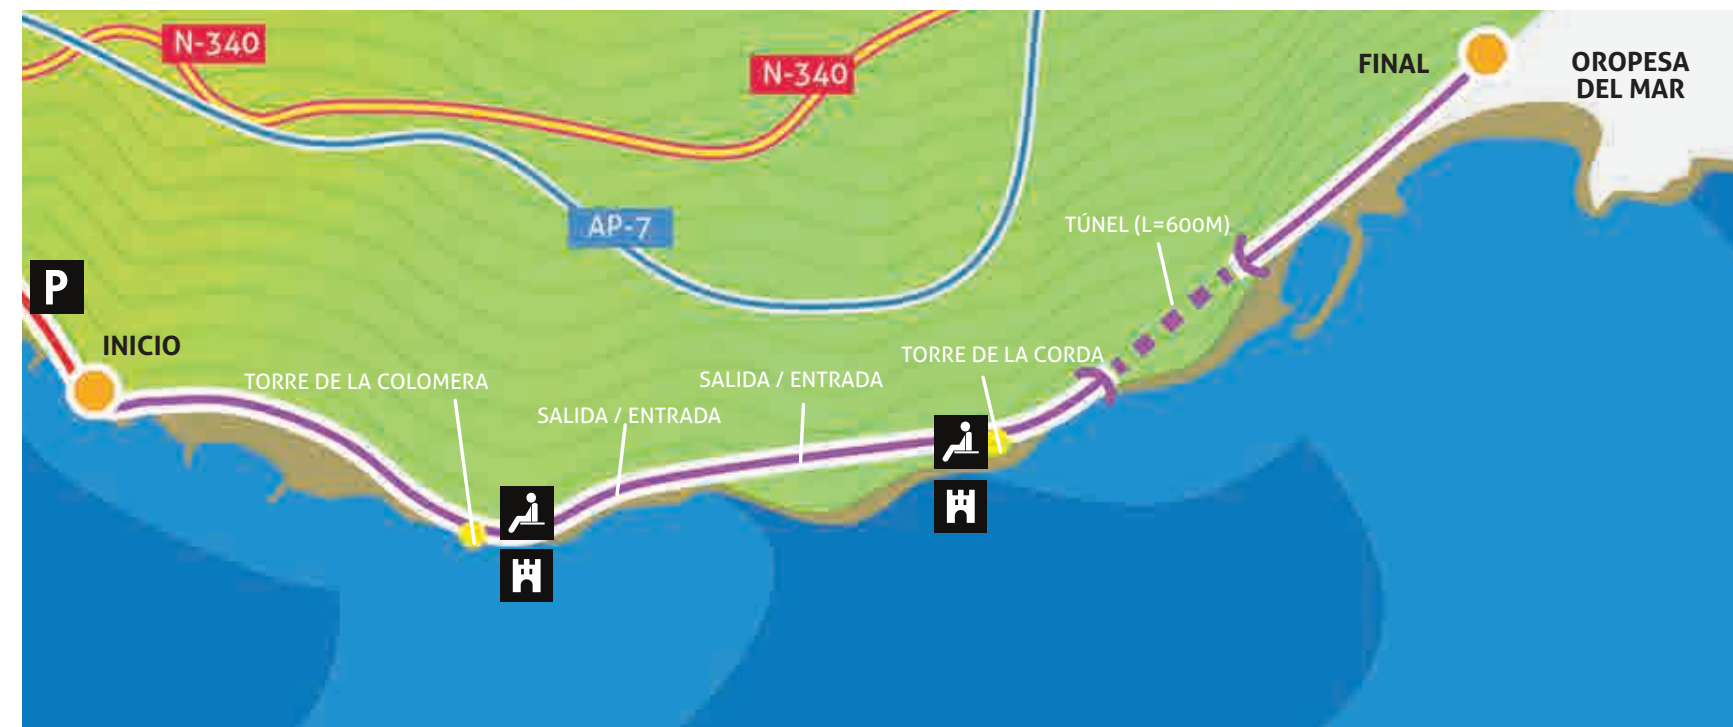 N-340
N-340
FINAL
OROPESA
DEL MAR
AP-7
TÚNEL (L=600M)
P
INICIO
TORRE DE LA CORDA
TORRE DE LA COLOMERA
SALIDA / ENTRADA
SALIDA / ENTRADA